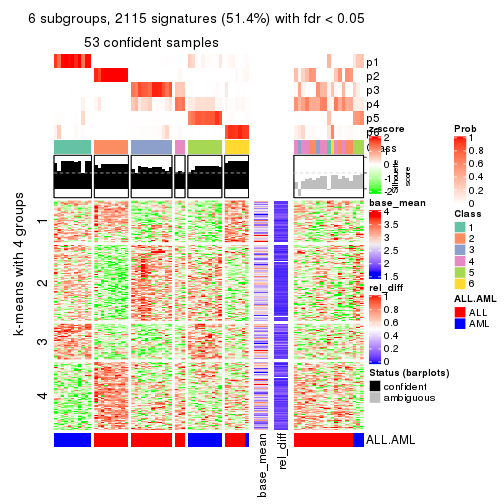 6 subgroups, 2115 signatures (51.4%) with fdr < 0.05
53 confident samples
p1
p2
p3
p4
p5
k-means with 4 groups
1
2
3
4
base_mean
rel_diff
ALL.AML
Silhouette
score
z-score
2
1
0
-1
-2
base_mean
4
3.5
3
2.5
2
1.5
rel_diff
1
0.8
0.6
0.4
0.2
0
Status (barplots)
confident
ambiguous
Prob
1
0.8
0.6
0.4
0.2
0
Class
1
2
3
4
5
6
ALL.AML
ALL
AML